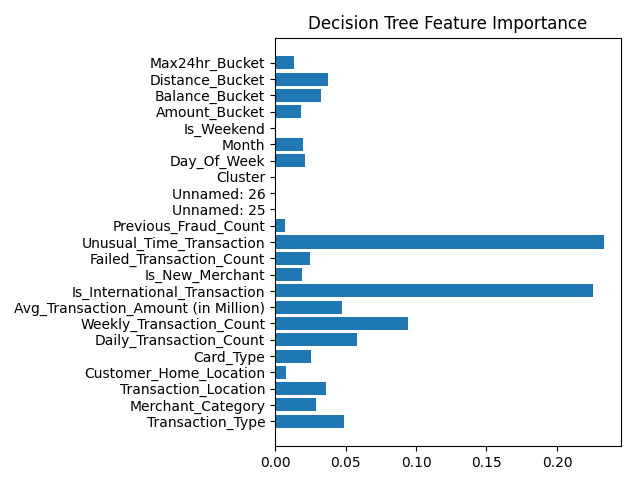 Decision Tree Feature Importance
Max24hr_Bucket
Distance_Bucket
Balance_Bucket
Amount_Bucket
Is_Weekend
Month
Day_Of_Week
Cluster
Unnamed: 26
Unnamed: 25
Previous_Fraud_Count
Unusual_Time_Transaction
Failed_Transaction_Count
Is_New_Merchant
Is_International_Transaction
Avg_Transaction_Amount (in Million)
Weekly_Transaction_Count
Daily_Transaction_Count
Card_Type
Customer_Home_Location
Transaction_Location
Merchant_Category
Transaction_Type
0.00 0.05 0.10 0.15 0.20